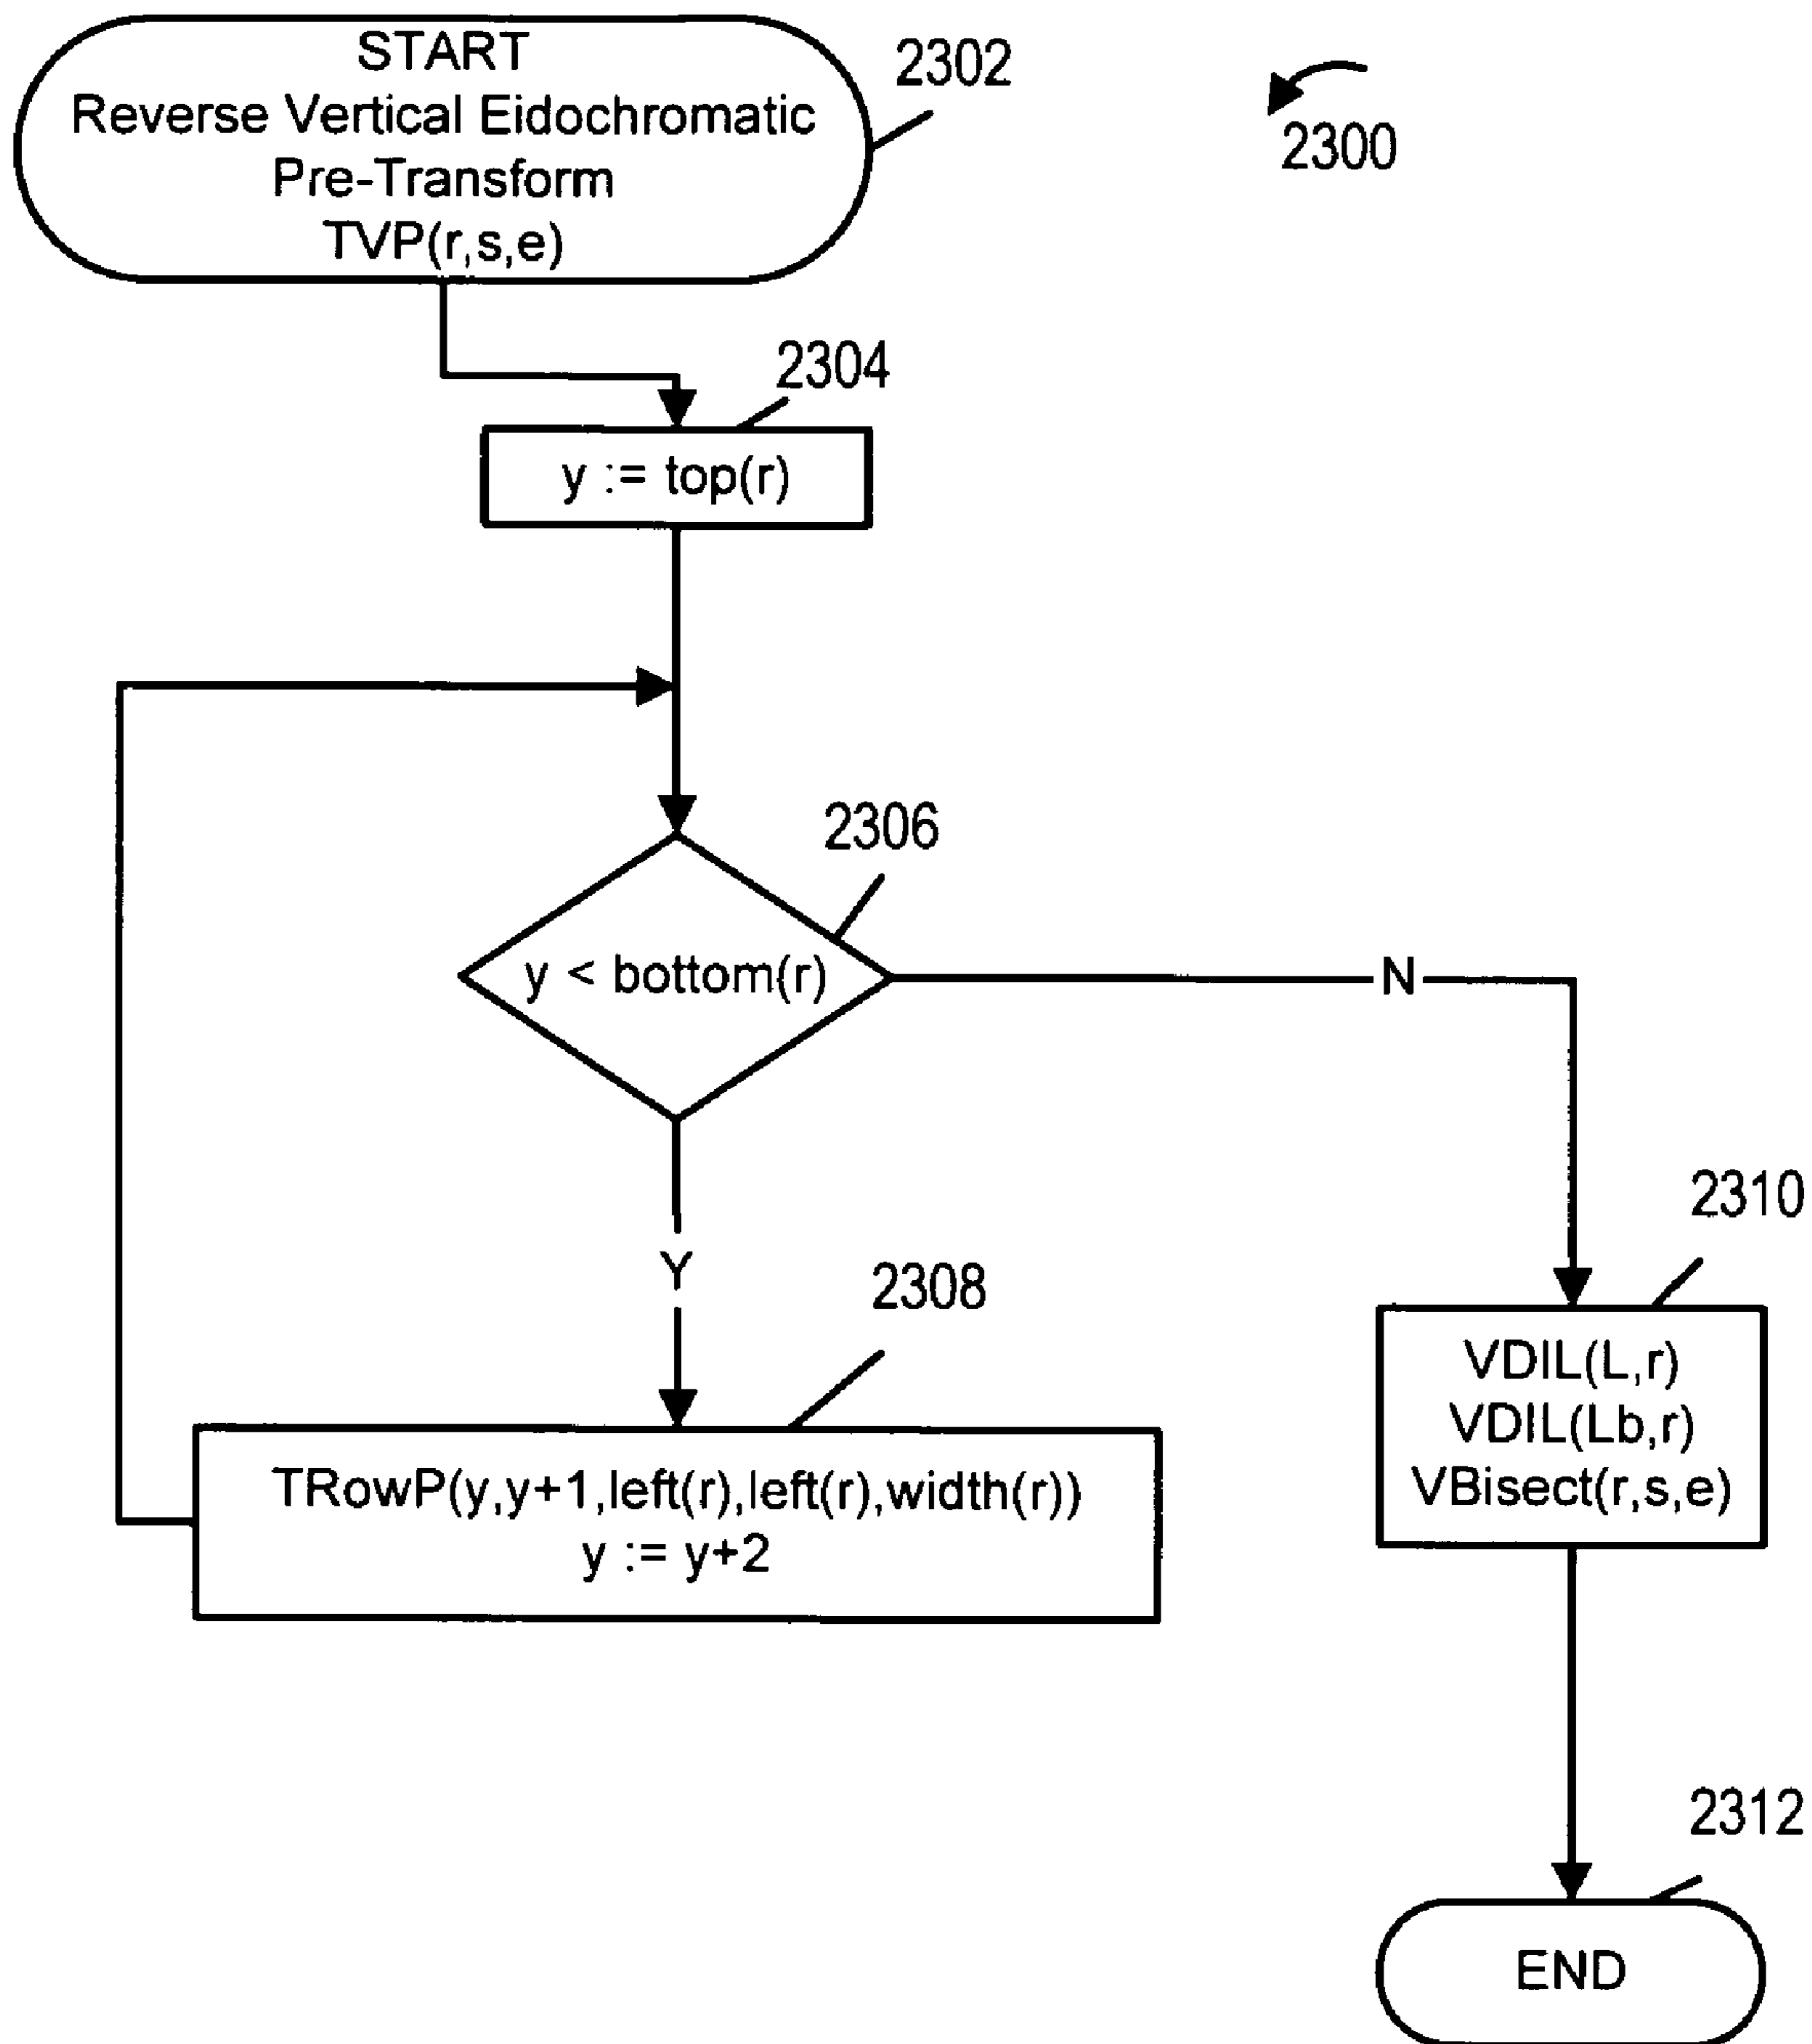 START
Reverse Vertical Eidochromatic
Pre-Transform
TVP(r,s,e)
2302
2300
2304
y := top(r)
2306
y < bottom(r)
N
Y
2308
TRowP(y,y+1,left(r),left(r),width(r))
y := y+2
2310
VDIL(L,r)
VDIL(Lb,r)
VBisect(r,s,e)
2312
END